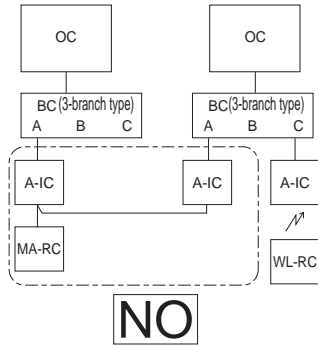 OC OC
BC(3-branch type) BC(3-branch type)
A B C A B C
A-IC A-IC A-IC
MA-RC WL-RC
NO